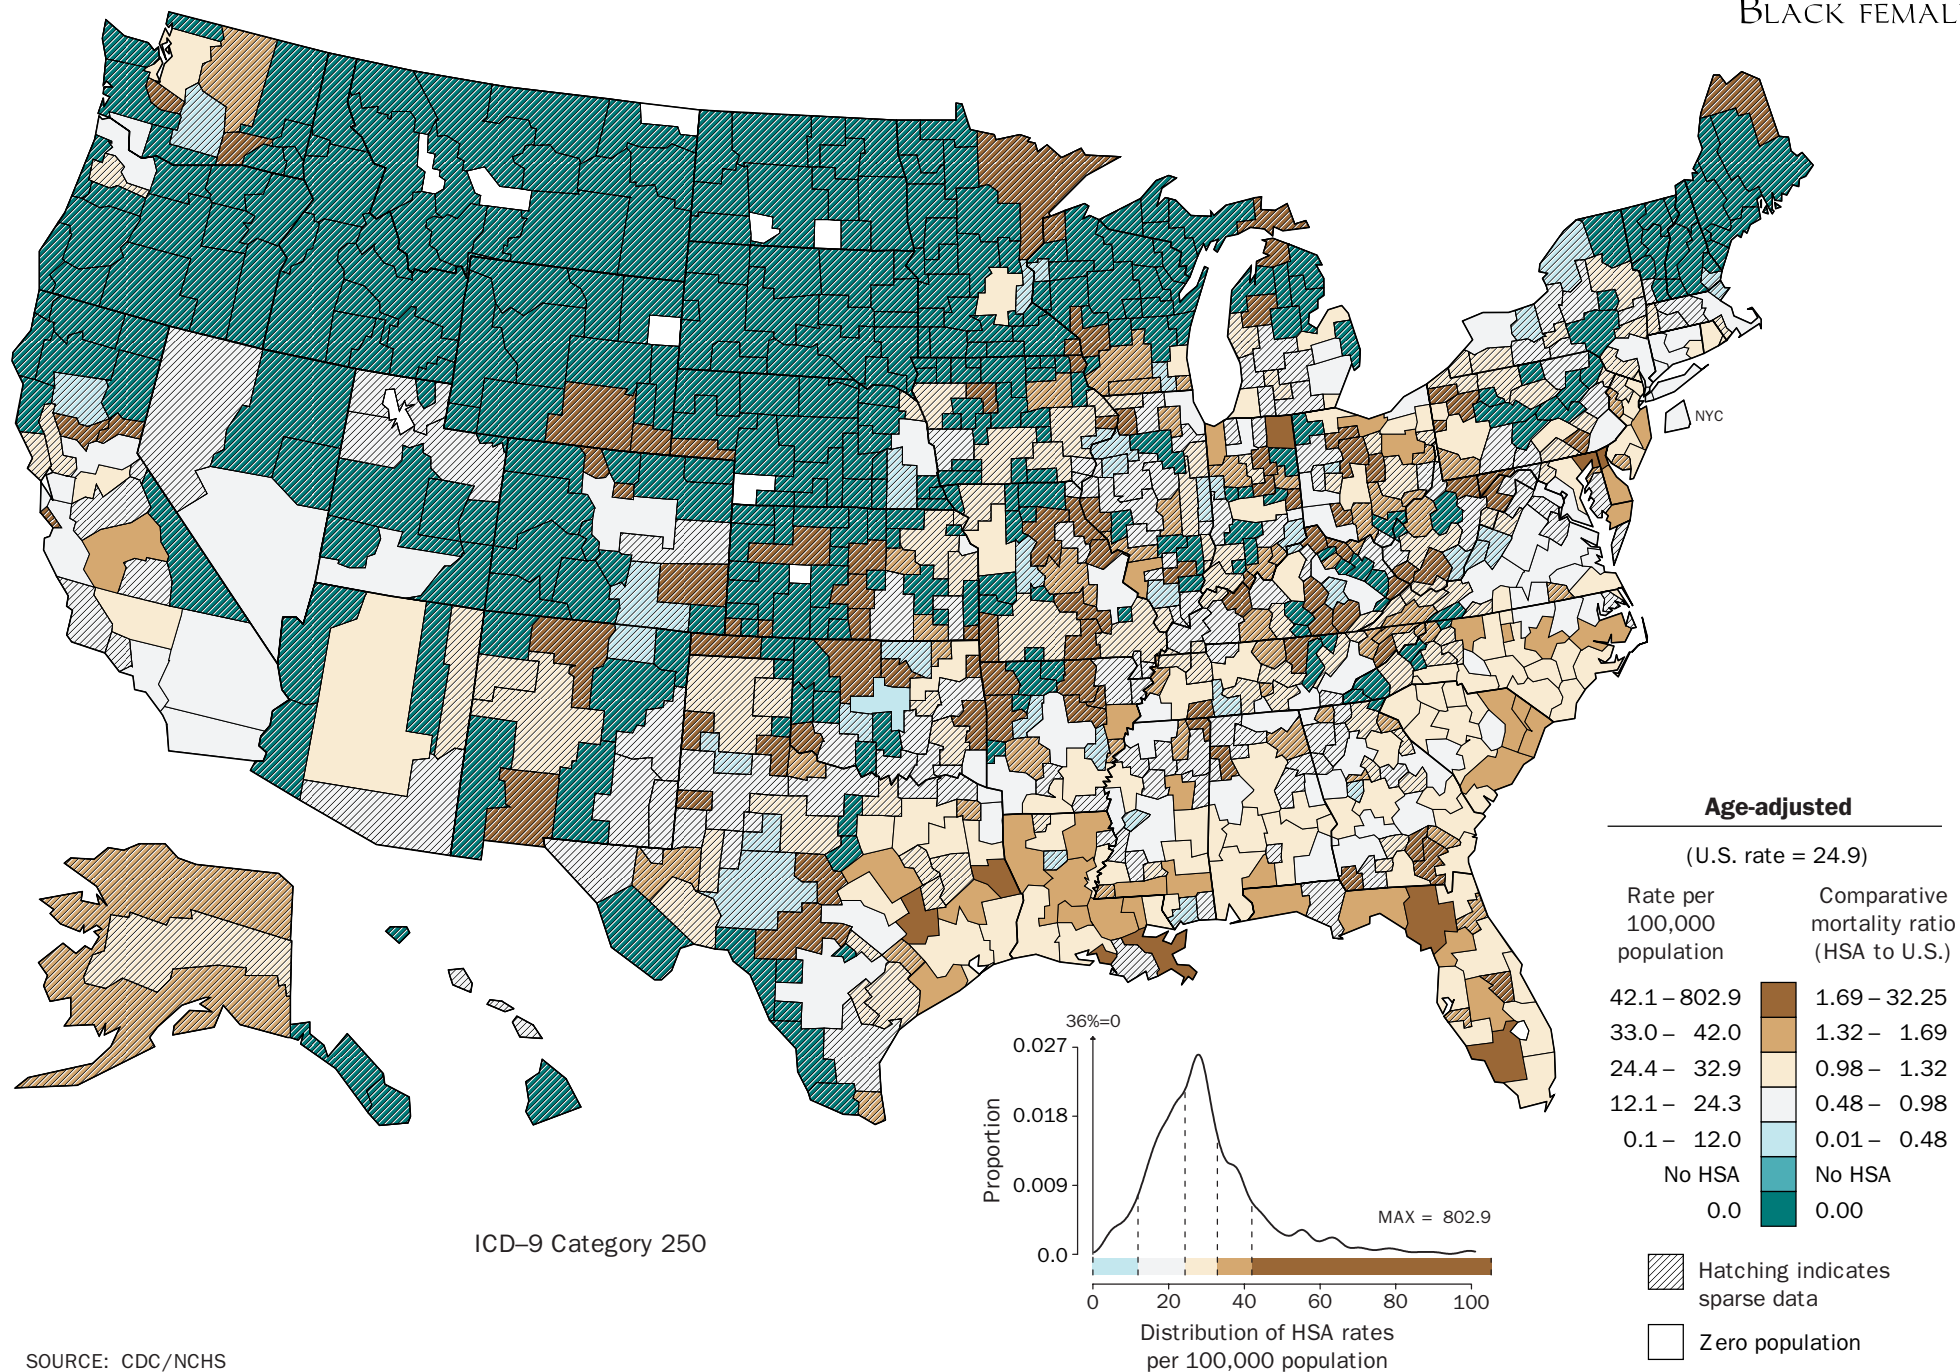 BLACK FEMAL
NYC
Age-adjusted
(U.S. rate = 24.9)
Rate per
100,000
population
Comparative
mortality ratio
(HSA to U.S.)
42.1 – 802.9 1.69 – 32.25
33.0 – 42.0 1.32 – 1.69
24.4 – 32.9 0.98 – 1.32
12.1 – 24.3 0.48 – 0.98
0.1 – 12.0 0.01 – 0.48
No HSA No HSA
0.0 0.00
Hatching indicates
sparse data
Zero population
36%=0
0.027
0.018
0.009
0.0
Proportion
MAX = 802.9
0 20 40 60 80 100
Distribution of HSA rates
per 100,000 population
ICD–9 Category 250
SOURCE: CDC/NCHS